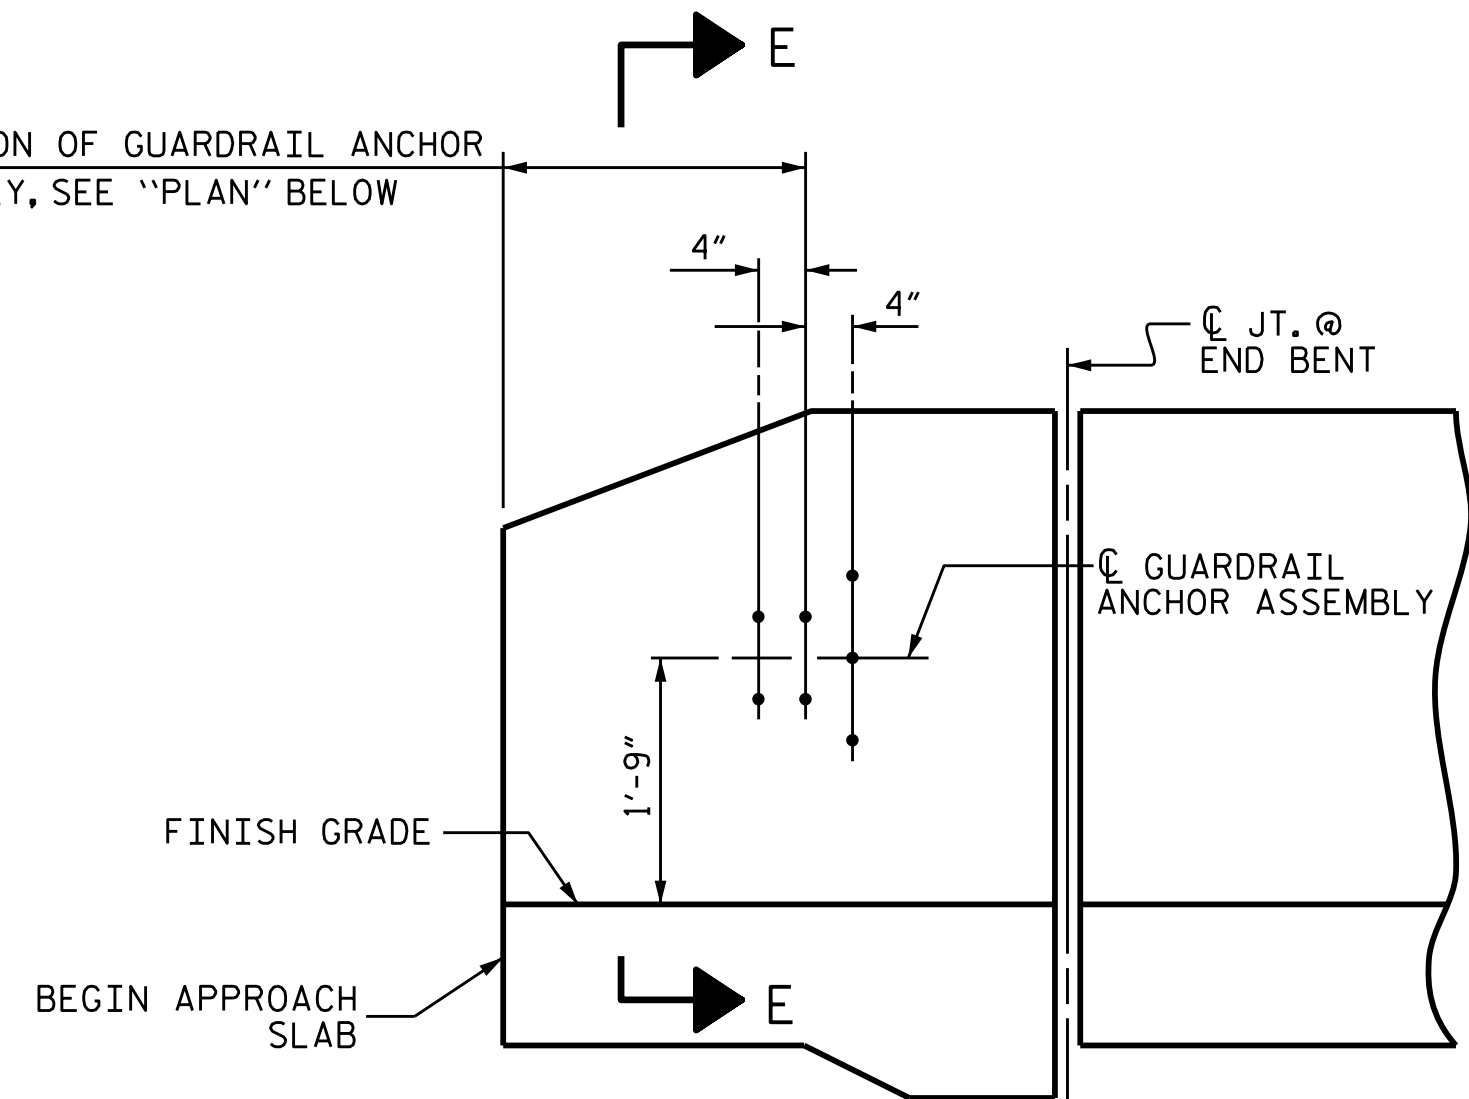 E
OF GUARDRAIL ANCHOR
SEE ''PLAN'' BELOW
4"
4"
℄ JT. @
END BENT
℄ GUARDRAIL
ANCHOR ASSEMBLY
1'-9"
FINISH GRADE
BEGIN APPROACH
SLAB
E